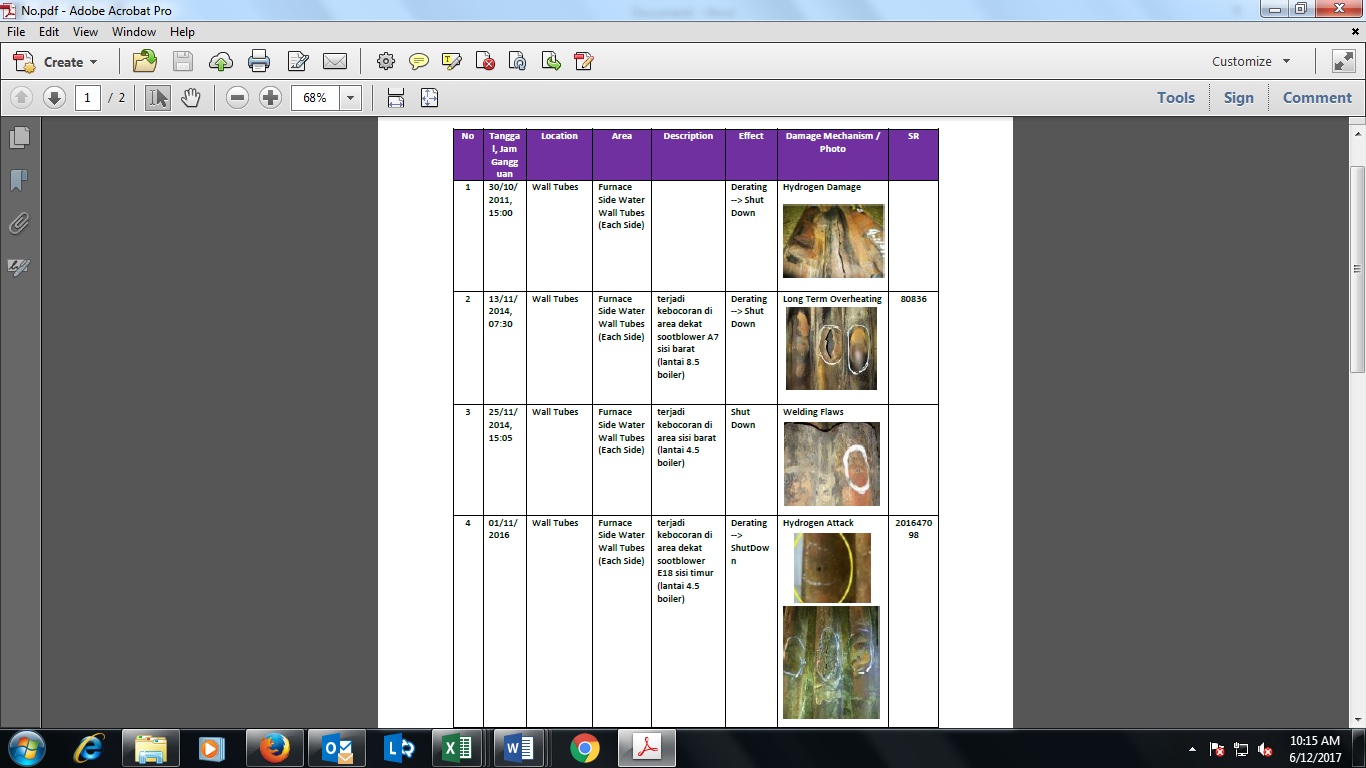 No.pdf - Adobe Acrobat Pro
File Edit View Window Help
Create
Customize
1 / 2
68%
Tools Sign Comment
No
Tangga
l, Jam
Gangg
uan
Location
Area
Description
Effect
Damage Mechanism /
Photo
SR
1
30/10/
2011,
15:00
Wall Tubes
Furnace
Side Water
Wall Tubes
(Each Side)
Derating
--> Shut
Down
Hydrogen Damage
2
13/11/
2014,
07:30
Wall Tubes
Furnace
Side Water
Wall Tubes
(Each Side)
terjadi
kebocoran di
area dekat
sootblower A7
sisi barat
(lantai 8.5
boiler)
Derating
--> Shut
Down
Long Term Overheating
80836
3
25/11/
2014,
15:05
Wall Tubes
Furnace
Side Water
Wall Tubes
(Each Side)
terjadi
kebocoran di
area sisi barat
(lantai 4.5
boiler)
Shut
Down
Welding Flaws
4
01/11/
2016
Wall Tubes
Furnace
Side Water
Wall Tubes
(Each Side)
terjadi
kebocoran di
area dekat
sootblower
E18 sisi timur
(lantai 4.5
boiler)
Derating
-->
ShutDow
n
Hydrogen Attack
2016470
98
10:15 AM
6/12/2017